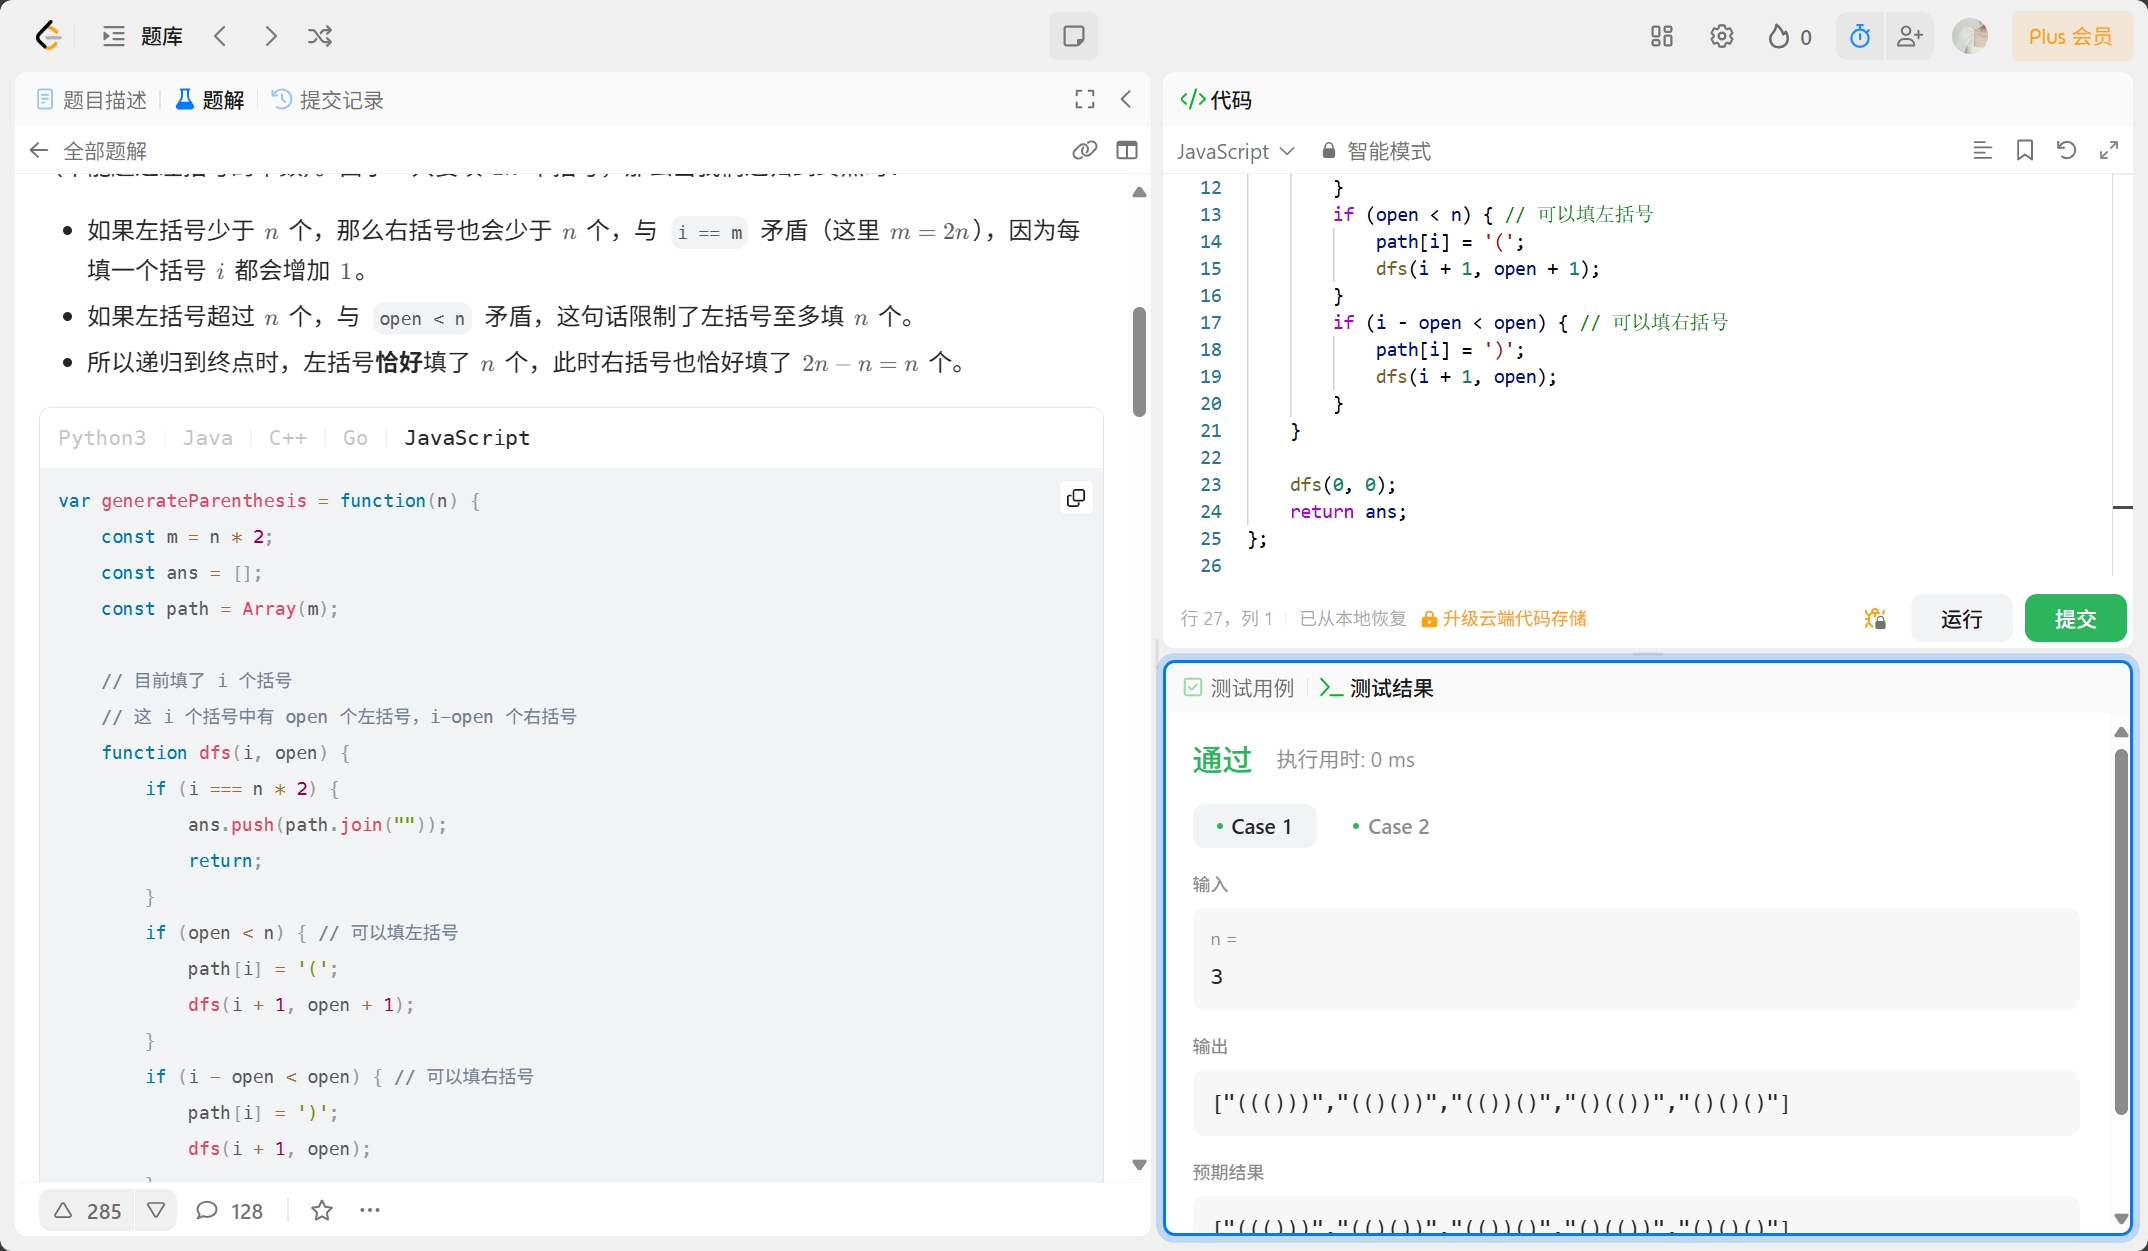 题库
0
Plus 会员
题目描述
题解
提交记录
全部题解
如果左括号少于 n 个，那么右括号也会少于 n 个，与 i == m 矛盾（这里 m = 2n），因为每
填一个括号 i 都会增加 1。
如果左括号超过 n 个，与 open < n 矛盾，这句话限制了左括号至多填 n 个。
所以递归到终点时，左括号恰好填了 n 个，此时右括号也恰好填了 2n − n = n 个。
Python3 Java C++ Go JavaScript
var generateParenthesis = function(n) {
const m = n * 2;
const ans = [];
const path = Array(m);
// 目前填了 i 个括号
// 这 i 个括号中有 open 个左括号，i-open 个右括号
function dfs(i, open) {
if (i === n * 2) {
ans.push(path.join(""));
return;
}
if (open < n) { // 可以填左括号
path[i] = '(';
dfs(i + 1, open + 1);
}
if (i - open < open) { // 可以填右括号
path[i] = ')';
dfs(i + 1, open);
285
128
代码
JavaScript
智能模式
12 }
13 if (open < n) { // 可以填左括号
14 path[i] = '(';
15 dfs(i + 1, open + 1);
16 }
17 if (i - open < open) { // 可以填右括号
18 path[i] = ')';
19 dfs(i + 1, open);
20 }
21 }
22
23 dfs(0, 0);
24 return ans;
25 };
26
行 27，列 1
已从本地恢复
升级云端代码存储
运行
提交
测试用例
测试结果
通过
执行用时: 0 ms
Case 1
Case 2
输入
n =
3
输出
["((()))","(()())","(())()","()(())","()()()"]
预期结果
["((()))","(()())","(())()","()(())","()()()"]